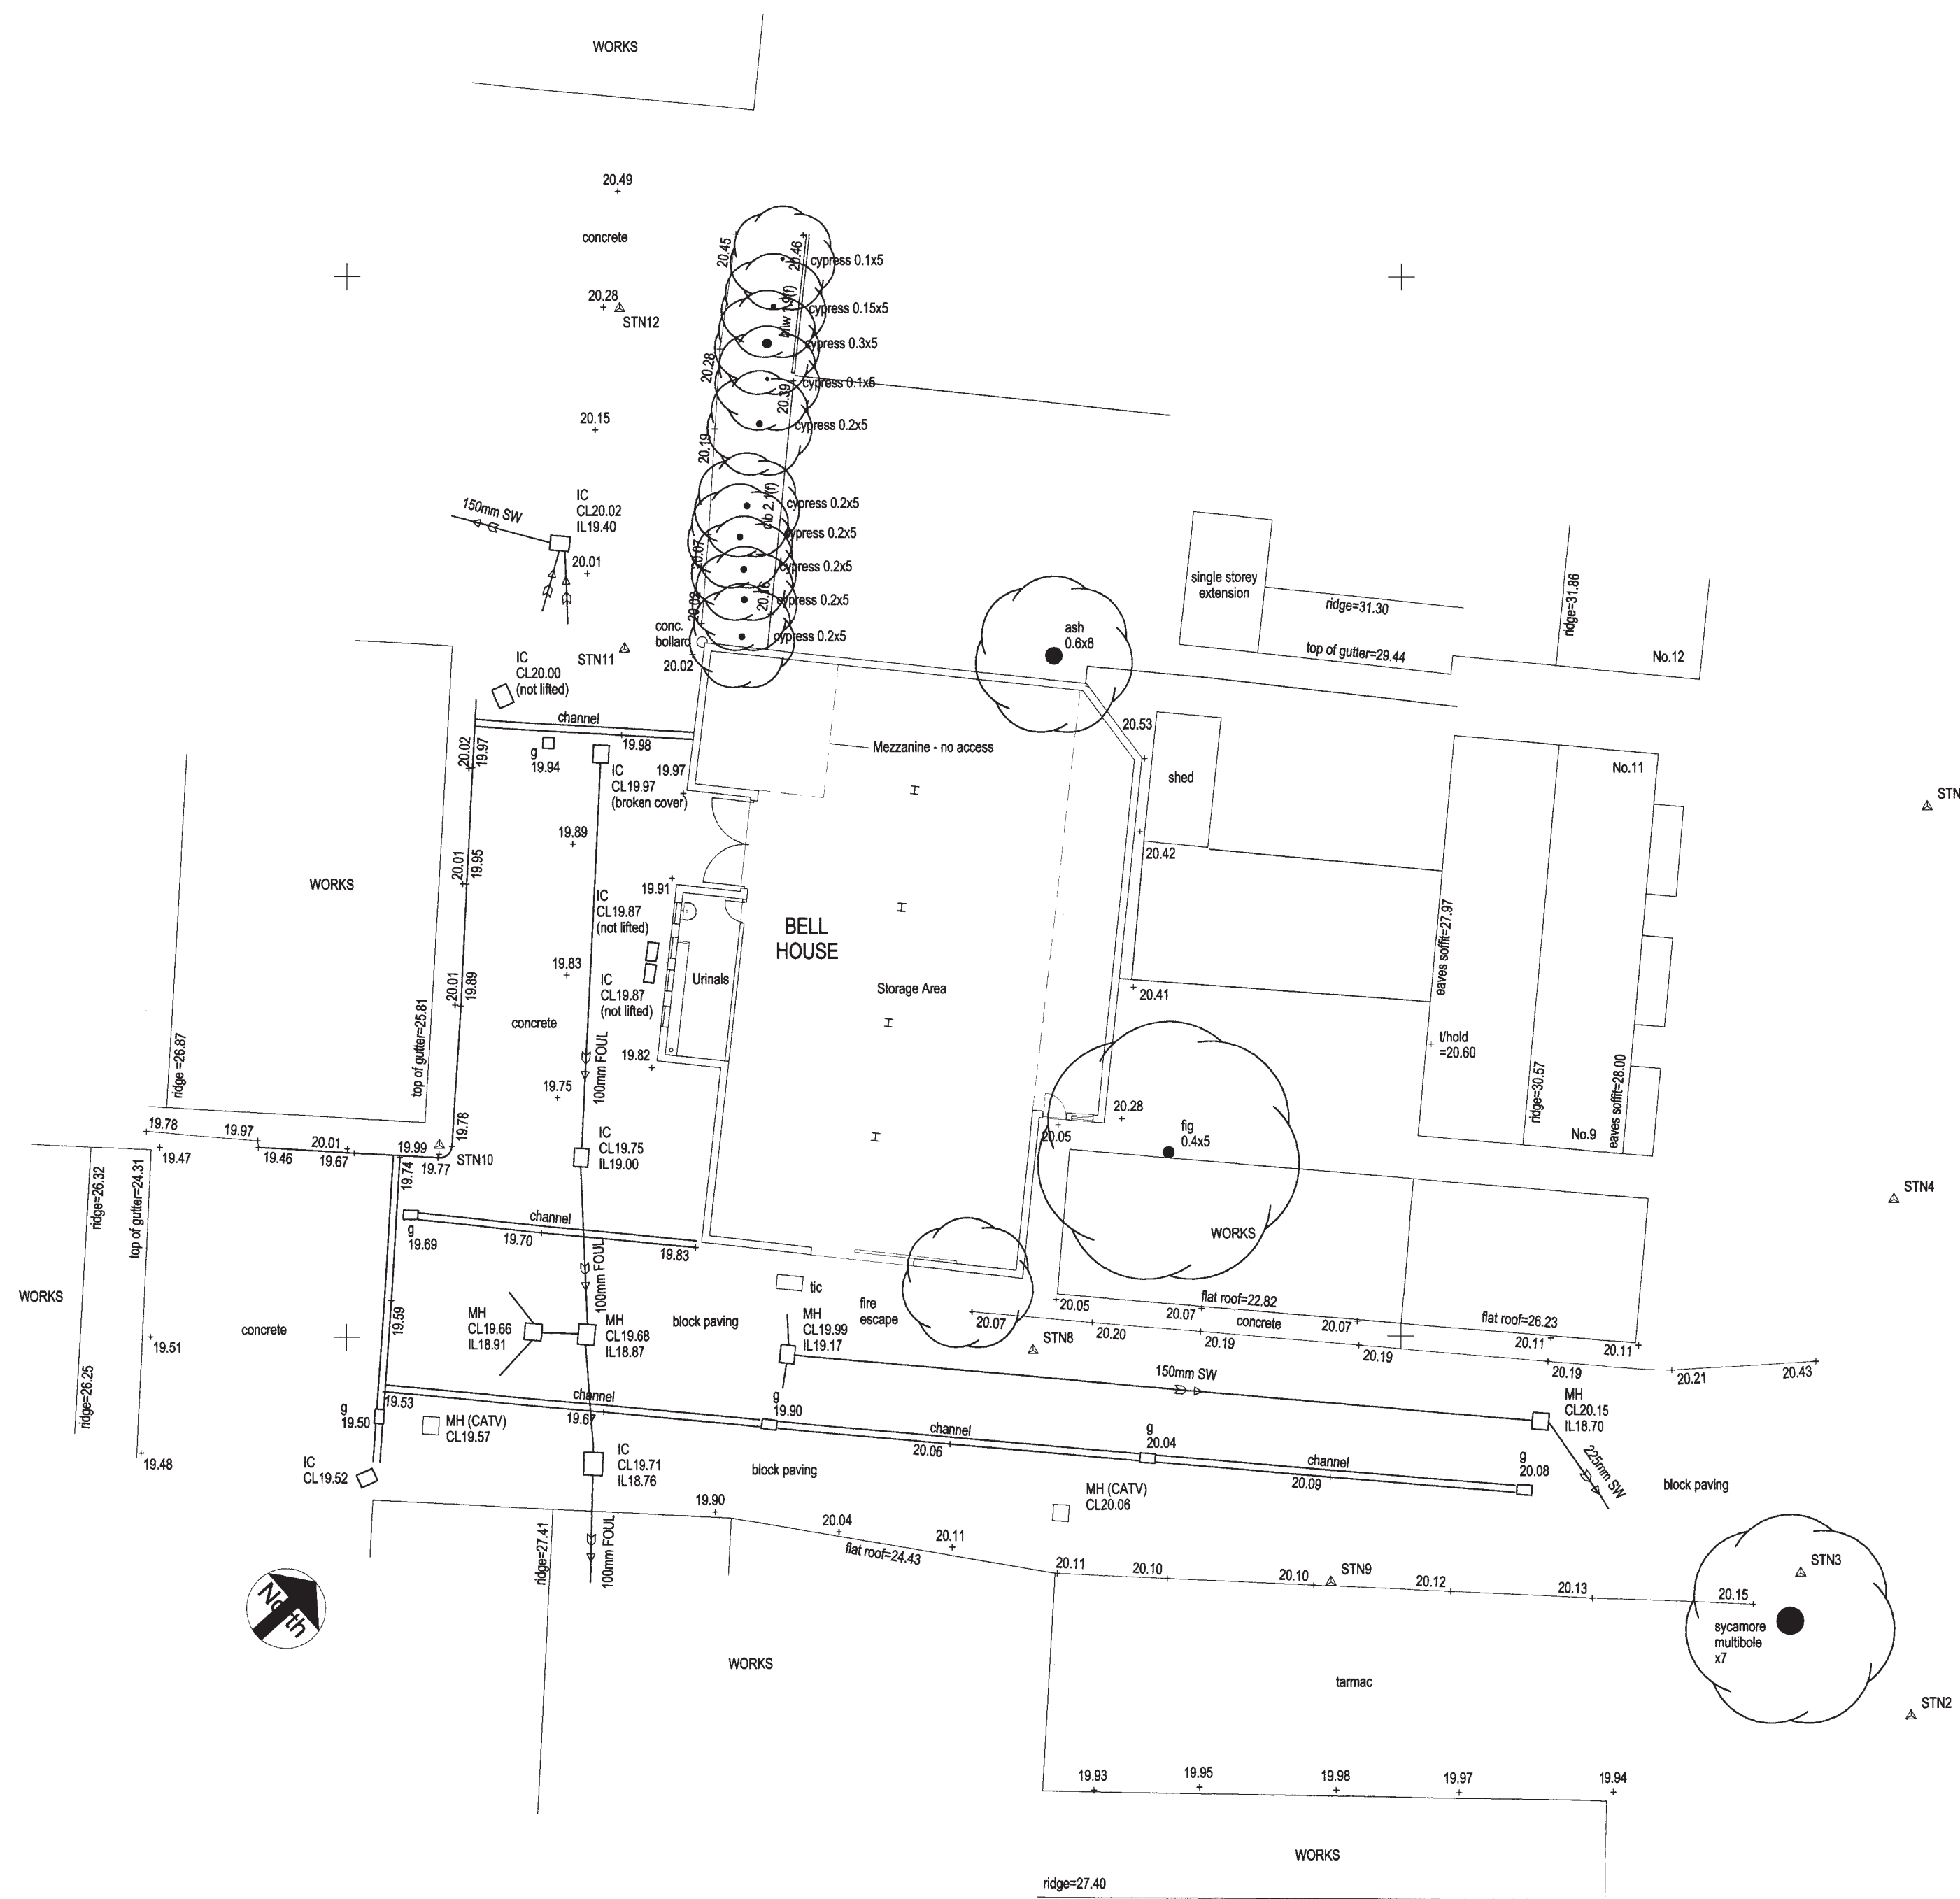 WORKS
20.49
concrete
20.45
20.46
cypress 0.1x5
20.28
STN12
cypress 0.15x5
cypress 0.3x5
20.28
cypress 0.1x5
20.39
20.15
20.19
cypress 0.2x5
150mm SW
IC
CL20.02
IL19.40
cypress 0.2x5
clb 2.1(f)
cypress 0.2x5
20.01
20.07
cypress 0.2x5
20.16
20.02
cypress 0.2x5
cypress 0.2x5
conc.
bollard
20.02
STN11
IC
CL20.00
(not lifted)
ash
0.6x8
single storey
extension
ridge=31.30
ridge=31.86
top of gutter=29.44
No.12
channel
19.98
20.02
19.97
g
19.94
IC
CL19.97
(broken cover)
19.97
Mezzanine - no access
20.53
shed
No.11
STN
19.89
20.42
WORKS
20.01
19.95
19.91
IC
CL19.87
(not lifted)
BELL
HOUSE
eaves soffit=27.97
19.83
Urinals
Storage Area
20.41
20.01
19.89
IC
CL19.87
(not lifted)
concrete
t/hold
=20.60
ridge =26.87
top of gutter=25.81
19.82
100mm FOUL
19.75
20.28
20.05
fig
0.4x5
ridge=30.57
No.9
eaves soffit=28.00
19.78
19.78
19.97
20.01
19.99
19.47
19.46
19.67
19.77
STN10
IC
CL19.75
IL19.00
19.74
ridge=26.32
top of gutter=24.31
STN4
channel
g
19.69
19.70
19.83
WORKS
100mm FOUL
WORKS
tic
fire
escape
concrete
19.59
MH
CL19.66
IL18.91
MH
CL19.68
IL18.87
block paving
MH
CL19.99
IL19.17
20.05
flat roof=22.82
20.07
20.07
concrete
20.07
flat roof=26.23
20.11
20.11
STN8
20.20
20.19
20.19
20.19
20.21
20.43
19.51
150mm SW
ridge=26.25
MH
CL20.15
IL18.70
19.53
channel
g
19.50
MH (CATV)
CL19.57
19.67
g
19.90
channel
20.06
g
20.04
channel
20.09
g
20.08
225mm SW
block paving
19.48
IC
CL19.52
IC
CL19.71
IL18.76
block paving
MH (CATV)
CL20.06
19.90
20.04
20.11
flat roof=24.43
ridge=27.41
100mm FOUL
20.11
20.10
20.10
STN9
20.12
20.13
20.15
STN3
North
sycamore
multibole
x7
WORKS
tarmac
STN2
19.93
19.95
19.98
19.97
19.94
WORKS
ridge=27.40